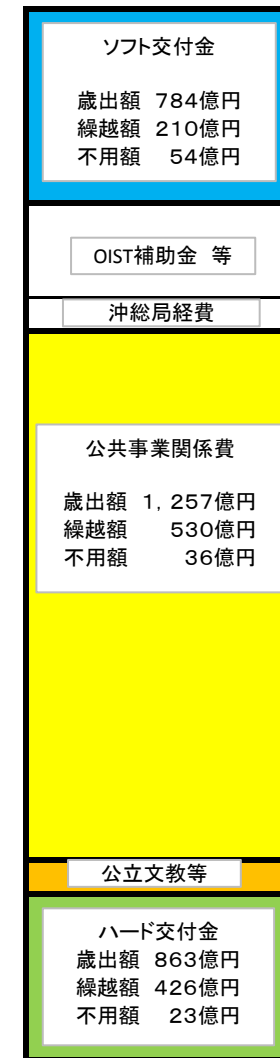 ソフト交付金
歳出額 784億円
繰越額 210億円
不用額 54億円
OIST補助金 等
沖総局経費
公共事業関係費
歳出額 1,257億円
繰越額 530億円
不用額 36億円
公立文教等
ハード交付金
歳出額 863億円
繰越額 426億円
不用額 23億円